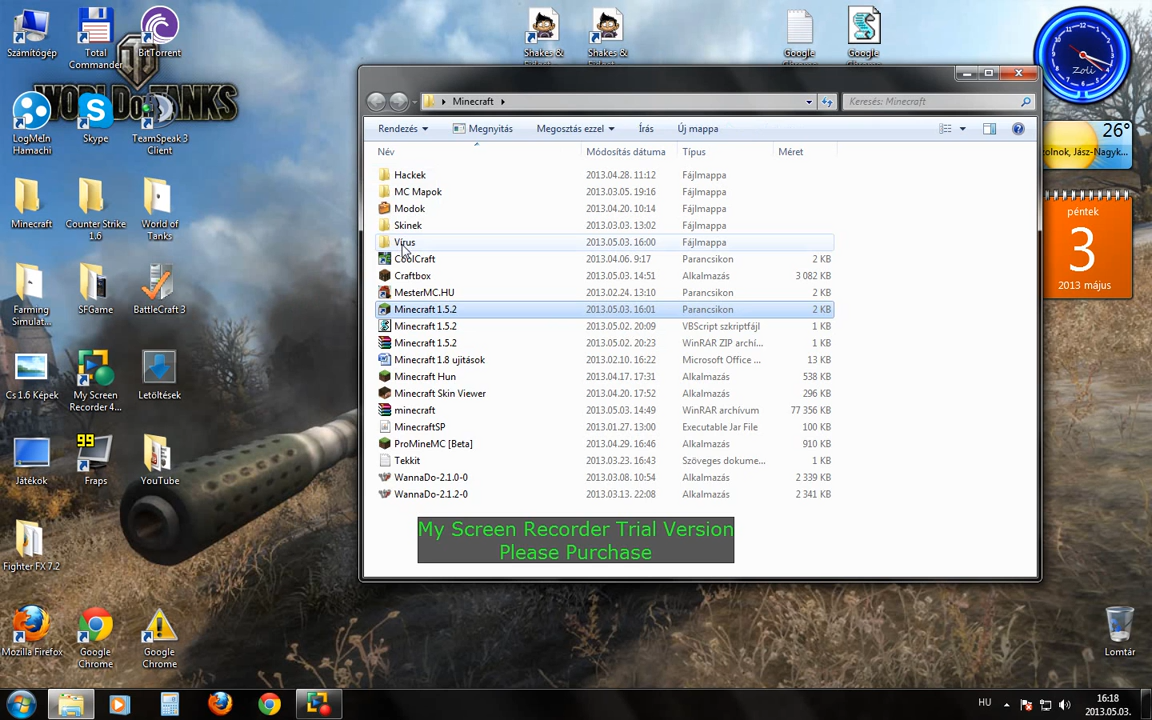 Számítógép
Total
Commander
BitTorrent
Shakes &
Fidget
Shakes &
Fidget
Google
Chrome
Google
Chrome
12
Zoli
WORLD OF TANKS
LogMeIn
Hamachi
Skype
TeamSpeak 3
Client
26°
zolnok, Jász-Nagyk...
péntek
3
2013 május
Minecraft
Counter Strike
1.6
World of
Tanks
Farming
Simulat...
SFGame
BattleCraft 3
Cs 1.6 Képek
My Screen
Recorder 4....
Letöltések
Játékok
99
Fraps
YouTube
Fighter FX 7.2
Mozilla Firefox
Google
Chrome
Google
Chrome
Lomtár
Minecraft
Keresés: Minecraft
Rendezés
Megnyitás
Megosztás ezzel
Írás
Új mappa
Név Módosítás dátuma Típus Méret
Hackek 2013.04.28. 11:12 Fájlmappa
MC Mapok 2013.03.05. 19:16 Fájlmappa
Modok 2013.04.20. 10:14 Fájlmappa
Skinek 2013.03.03. 13:02 Fájlmappa
Vírus 2013.05.03. 16:00 Fájlmappa
CoolCraft 2013.04.06. 9:17 Parancsikon 2 KB
Craftbox 2013.05.03. 14:51 Alkalmazás 3 082 KB
MesterMC.HU 2013.02.24. 13:10 Parancsikon 2 KB
Minecraft 1.5.2 2013.05.03. 16:01 Parancsikon 2 KB
Minecraft 1.5.2 2013.05.02. 20:09 VBScript szkriptfájl 1 KB
Minecraft 1.5.2 2013.05.02. 20:23 WinRAR ZIP archí... 1 KB
Minecraft 1.8 ujitások 2013.02.10. 16:22 Microsoft Office ... 13 KB
Minecraft Hun 2013.04.17. 17:31 Alkalmazás 538 KB
Minecraft Skin Viewer 2013.04.20. 17:52 Alkalmazás 296 KB
minecraft 2013.05.03. 14:49 WinRAR archívum 77 356 KB
MinecraftSP 2013.01.27. 13:00 Executable Jar File 100 KB
ProMineMC [Beta] 2013.04.29. 16:46 Alkalmazás 910 KB
Tekkit 2013.03.23. 16:43 Szöveges dokume... 1 KB
WannaDo-2.1.0-0 2013.03.08. 10:54 Alkalmazás 2 339 KB
WannaDo-2.1.2-0 2013.03.13. 22:08 Alkalmazás 2 341 KB
My Screen Recorder Trial Version
Please Purchase
HU
16:18
2013.05.03.